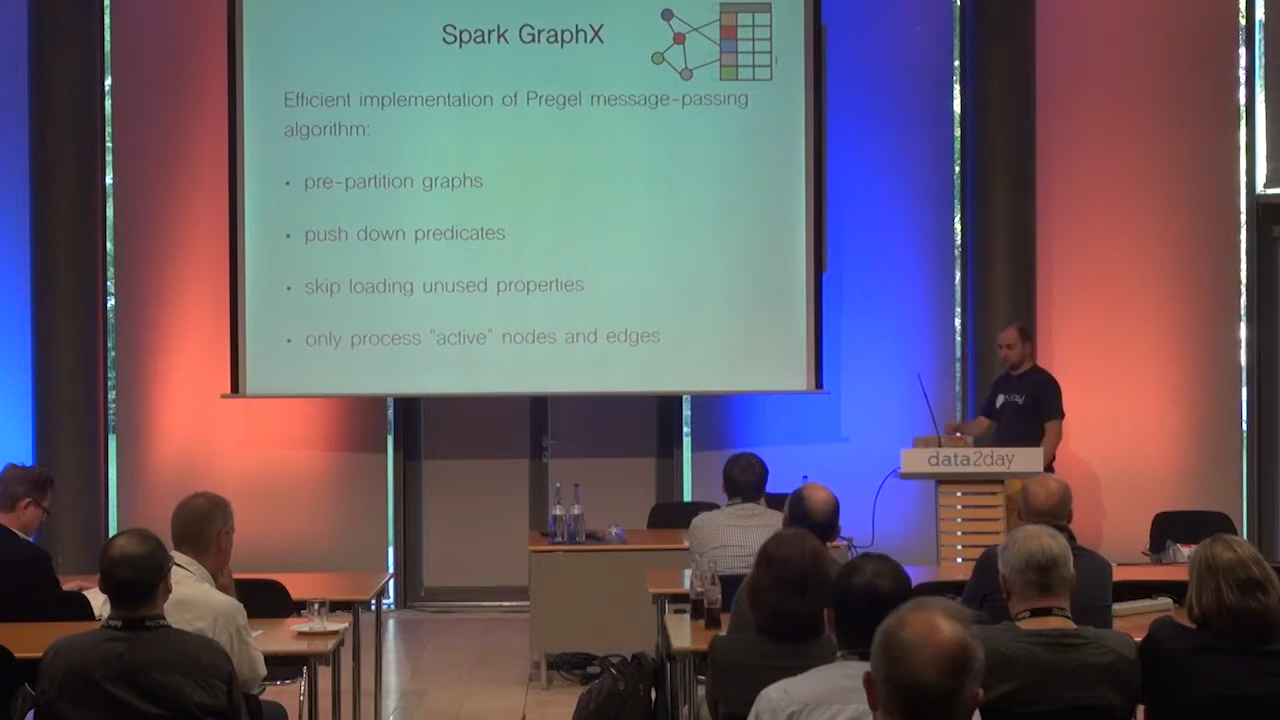 Spark GraphX
Efficient implementation of Pregel message-passing
algorithm:
• pre-partition graphs
• push down predicates
• skip loading unused properties
• only process "active" nodes and edges
data2day